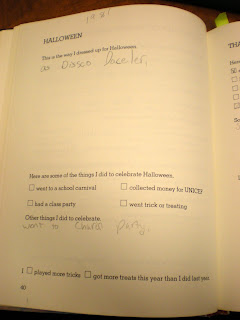 1981
HALLOWEEN
This is the way I dressed up for Halloween.
as Disco
Here are some of the things I did to celebrate Halloween.
☐ went to a school carnival ☐ collected money for UNICEF
☐ had a class party ☐ went trick or treating
Other things I did to celebrate.
went to party.
I ☐ played more tricks ☐ got more treats this year than I did last year.
40
THA